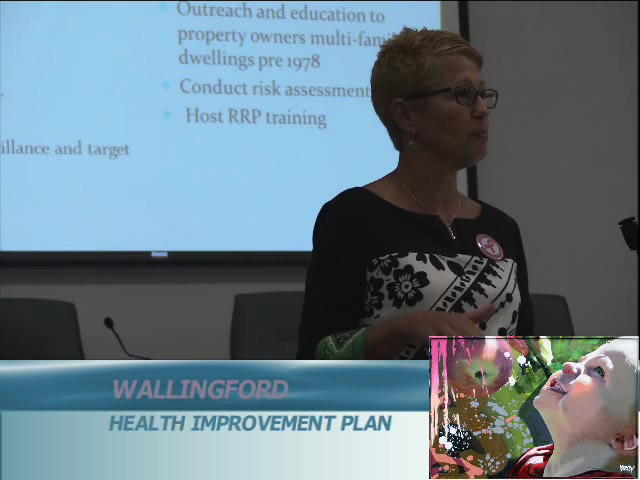 Outreach and education to
property owners multi-fami
dwellings pre 1978
Conduct risk assessment
Host RRP training
illance and target
WALLINGFORD
HEALTH IMPROVEMENT PLAN